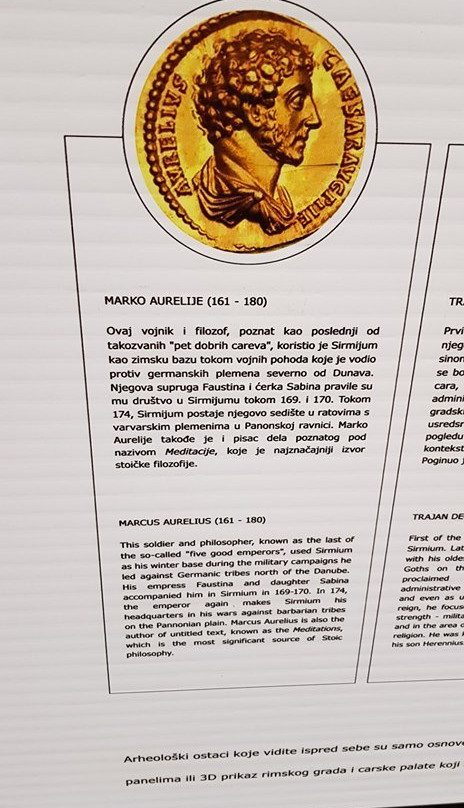 AVRELIVS
CAESAR AVG PII F
MARKO AURELIJE (161 - 180)
Ovaj vojnik i filozof, poznat kao poslednji od
takozvanih "pet dobrih careva", koristio je Sirmijum
kao zimsku bazu tokom vojnih pohoda koje je vodio
protiv germanskih plemena severno od Dunava.
Njegova supruga Faustina i ćerka Sabina pravile su
mu društvo u Sirmijumu tokom 169. i 170. Tokom
174, Sirmijum postaje njegovo sedište u ratovima s
varvarskim plemenima u Panonskoj ravnici. Marko
Aurelije takođe je i pisac dela poznatog pod
nazivom Meditacije, koje je najznačajniji izvor
stoičke filozofije.
MARCUS AURELIUS (161 - 180)
This soldier and philosopher, known as the last of
the so-called "five good emperors", used Sirmium
as his winter base during the military campaigns he
led against Germanic tribes north of the Danube.
His empress Faustina and daughter Sabina
accompanied him in Sirmium in 169-170. In 174,
the emperor again makes Sirmium his
headquarters in his wars against barbarian tribes
on the Pannonian plain. Marcus Aurelius is also the
author of untitled text, known as the Meditations,
which is the most significant source of Stoic
philosophy.
TR
Prvi
njeg
sinom
se bo
cara,
admini
gradski
usredsr
pogledu
kontekst
Poginuo j
TRAJAN DE
First of the
Sirmium. Lat
with his oldes
Goths on th
proclaimed
administrative
and even as u
reign, he focus
strength - milita
and in the area o
religion. He was
his son Herennius
Arheološki ostaci koje vidite ispred sebe su samo osnove
panelima ili 3D prikaz rimskog grada i carske palate koji